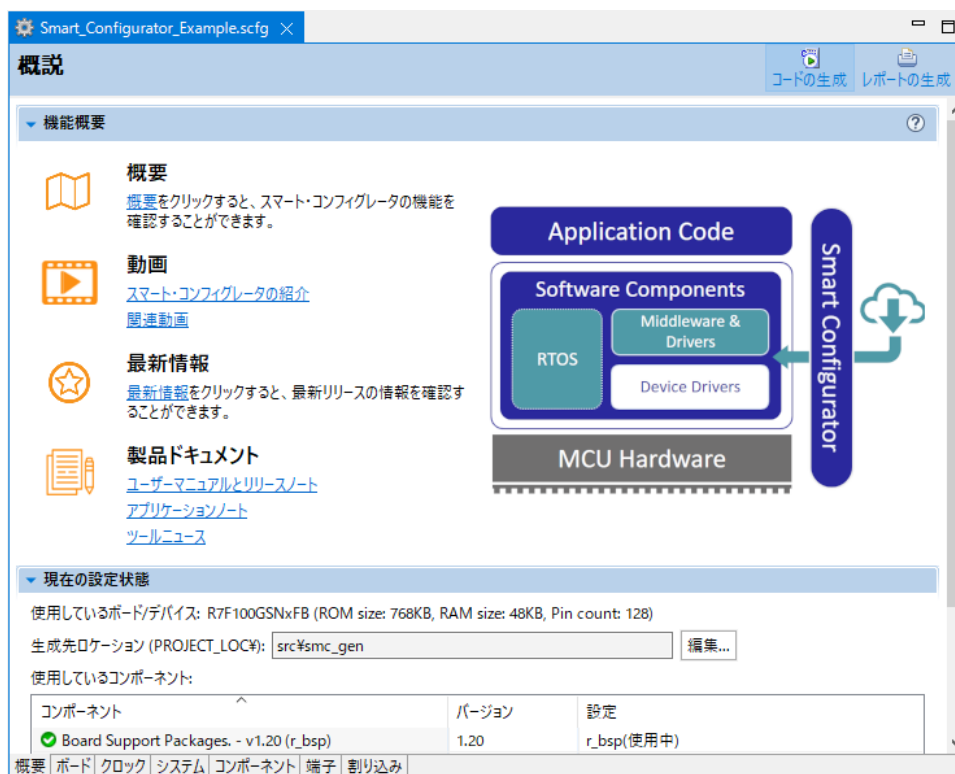 Smart_Configurator_Example.scfg
概説
コードの生成
レポートの生成
機能概要
概要
概要をクリックすると、スマート・コンフィグレータの機能を
確認することができます。
動画
スマート・コンフィグレータの紹介
関連動画
最新情報
最新情報をクリックすると、最新リリースの情報を確認す
ることができます。
製品ドキュメント
ユーザーマニュアルとリリースノート
アプリケーションノート
ツールニュース
Application Code
Software Components
RTOS
Middleware &
Drivers
Device Drivers
MCU Hardware
Smart Configurator
現在の設定状態
使用しているボード/デバイス: R7F100GSNxFB (ROM size: 768KB, RAM size: 48KB, Pin count: 128)
生成先ロケーション (PROJECT_LOC¥): src¥smc_gen 編集...
使用しているコンポーネント:
コンポーネント バージョン 設定
Board Support Packages. - v1.20 (r_bsp) 1.20 r_bsp(使用中)
概要 ボード クロック システム コンポーネント 端子 割り込み